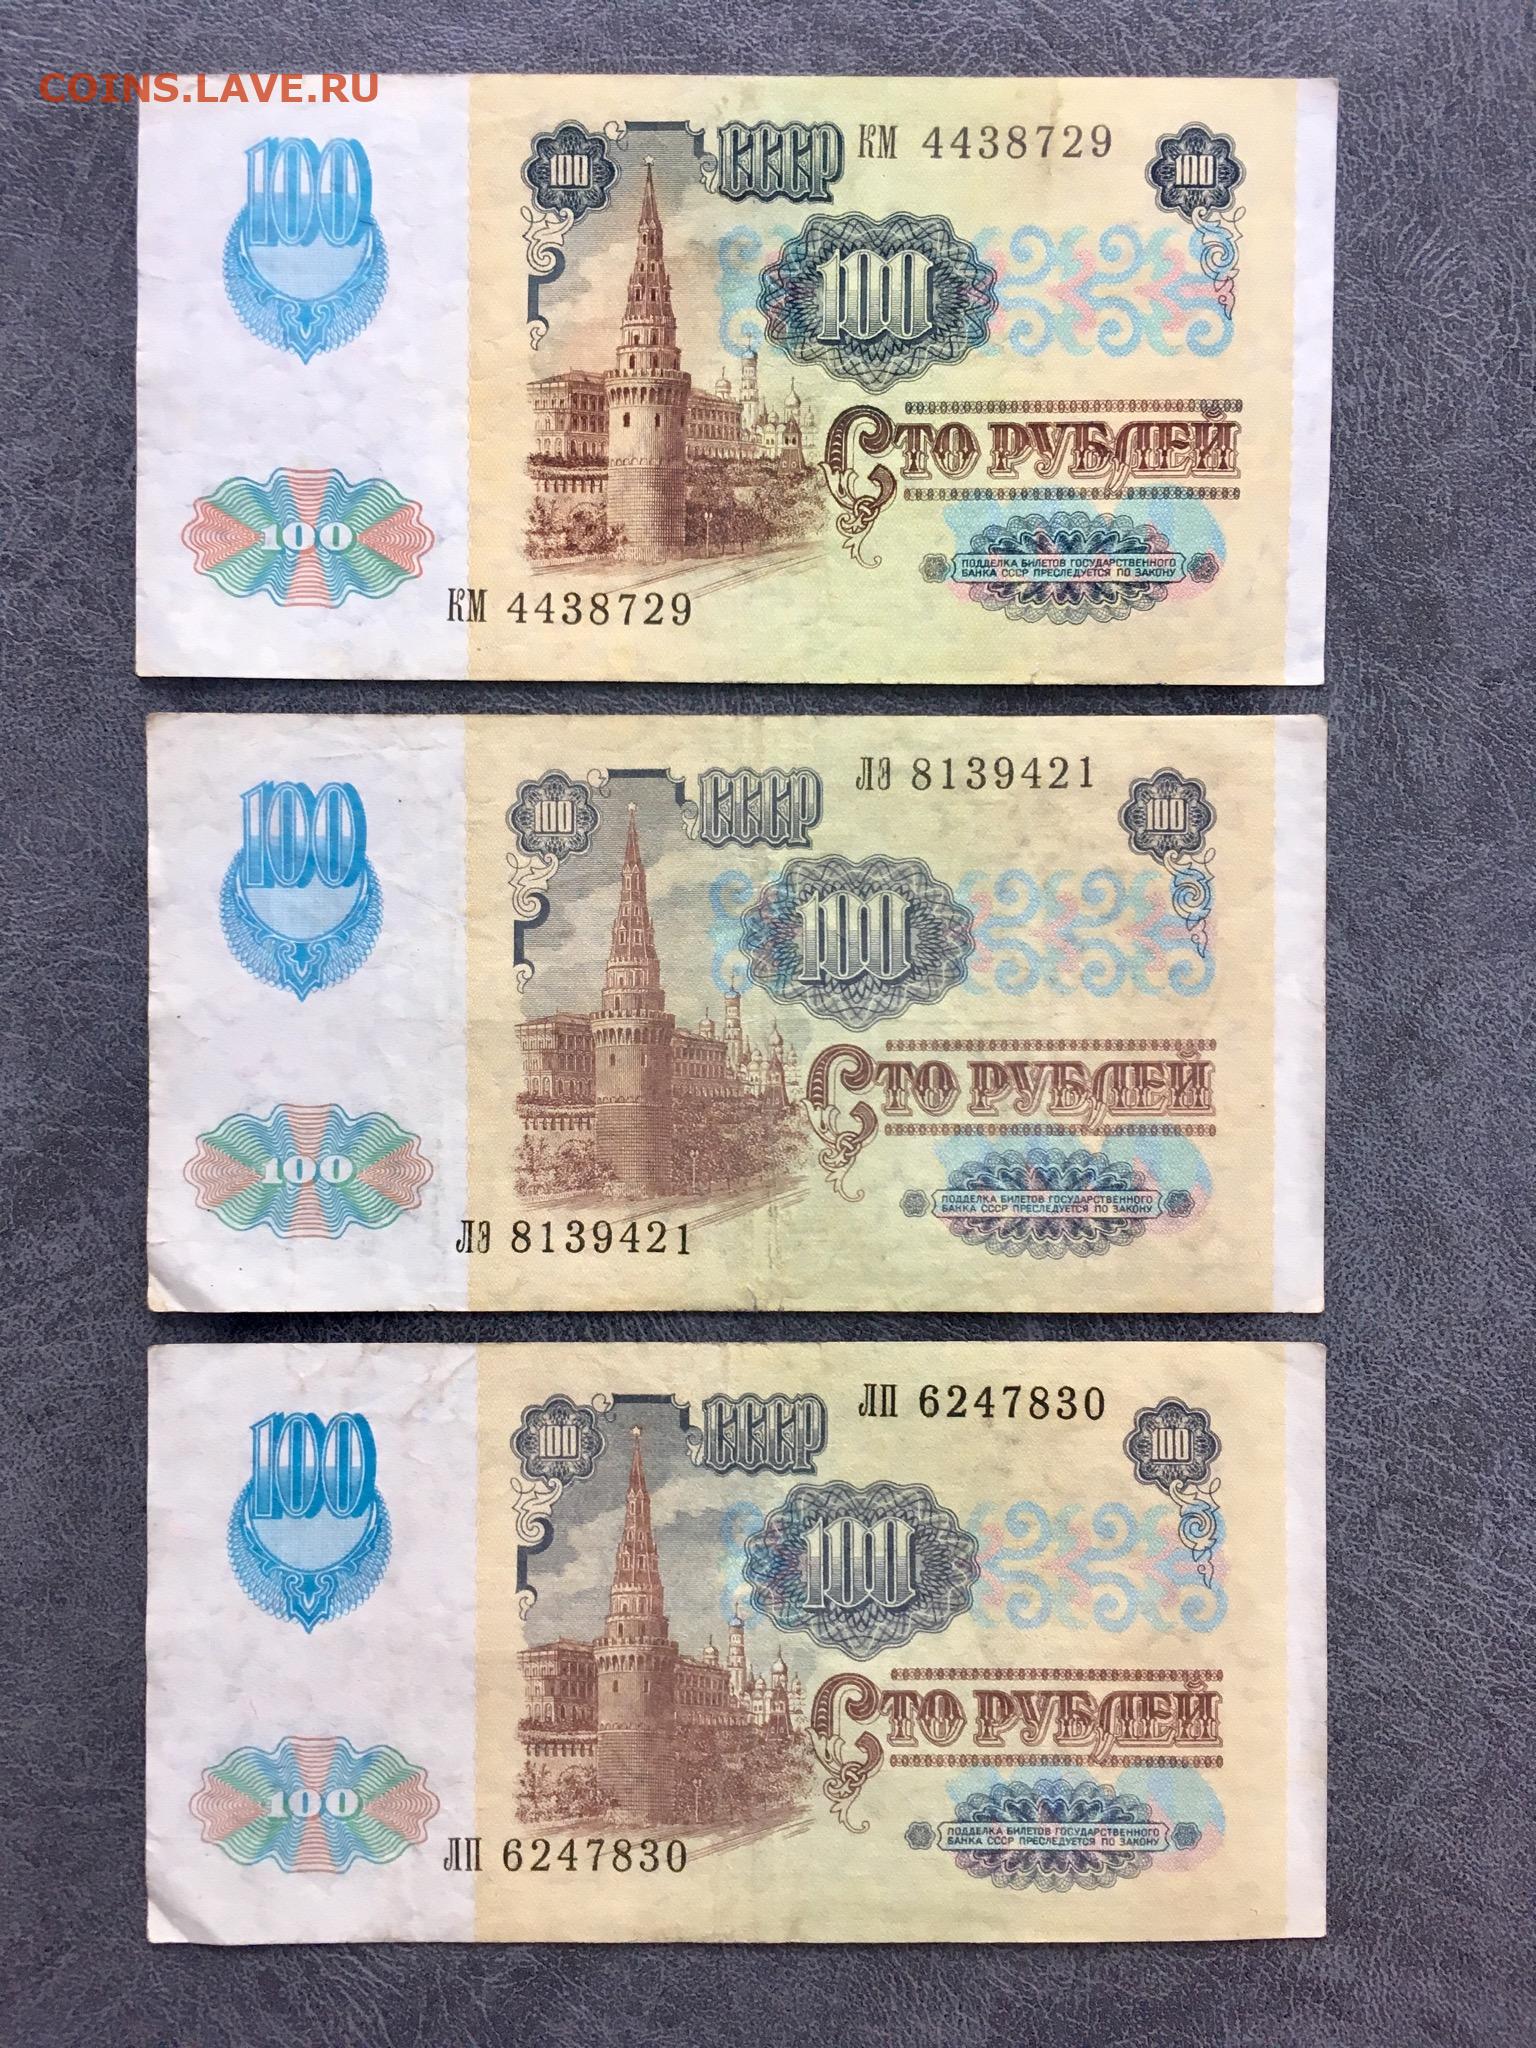 COINS.LAVE.RU
100
100
СССР
КМ 4438729
100
100
СТО РУБЛЕЙ
100
ПОДДЕЛКА БИЛЕТОВ ГОСУДАРСТВЕННОГО
БАНКА СССР ПРЕСЛЕДУЕТСЯ ПО ЗАКОНУ
КМ 4438729
100
100
СССР
ЛЭ 8139421
100
100
СТО РУБЛЕЙ
100
ПОДДЕЛКА БИЛЕТОВ ГОСУДАРСТВЕННОГО
БАНКА СССР ПРЕСЛЕДУЕТСЯ ПО ЗАКОНУ
ЛЭ 8139421
100
100
СССР
ЛП 6247830
100
100
СТО РУБЛЕЙ
100
ПОДДЕЛКА БИЛЕТОВ ГОСУДАРСТВЕННОГО
БАНКА СССР ПРЕСЛЕДУЕТСЯ ПО ЗАКОНУ
ЛП 6247830